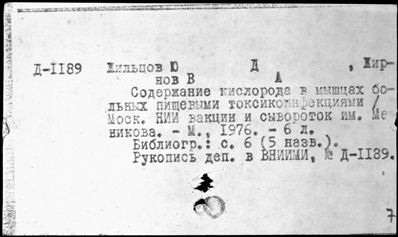 Д-1189 Жильцов Ю Д , Жир-
нов В А
Содержание кислорода в мышцах бо-
льных пищевыми токсикоинфекциями /
Моск. НИИ вакцин и сывороток им. Ме
никова. - М., 1976. - 6 л.
Библиогр.: с. 6 (5 назв.).
Рукопись деп. в ВНИИМИ, № Д-1189.
7